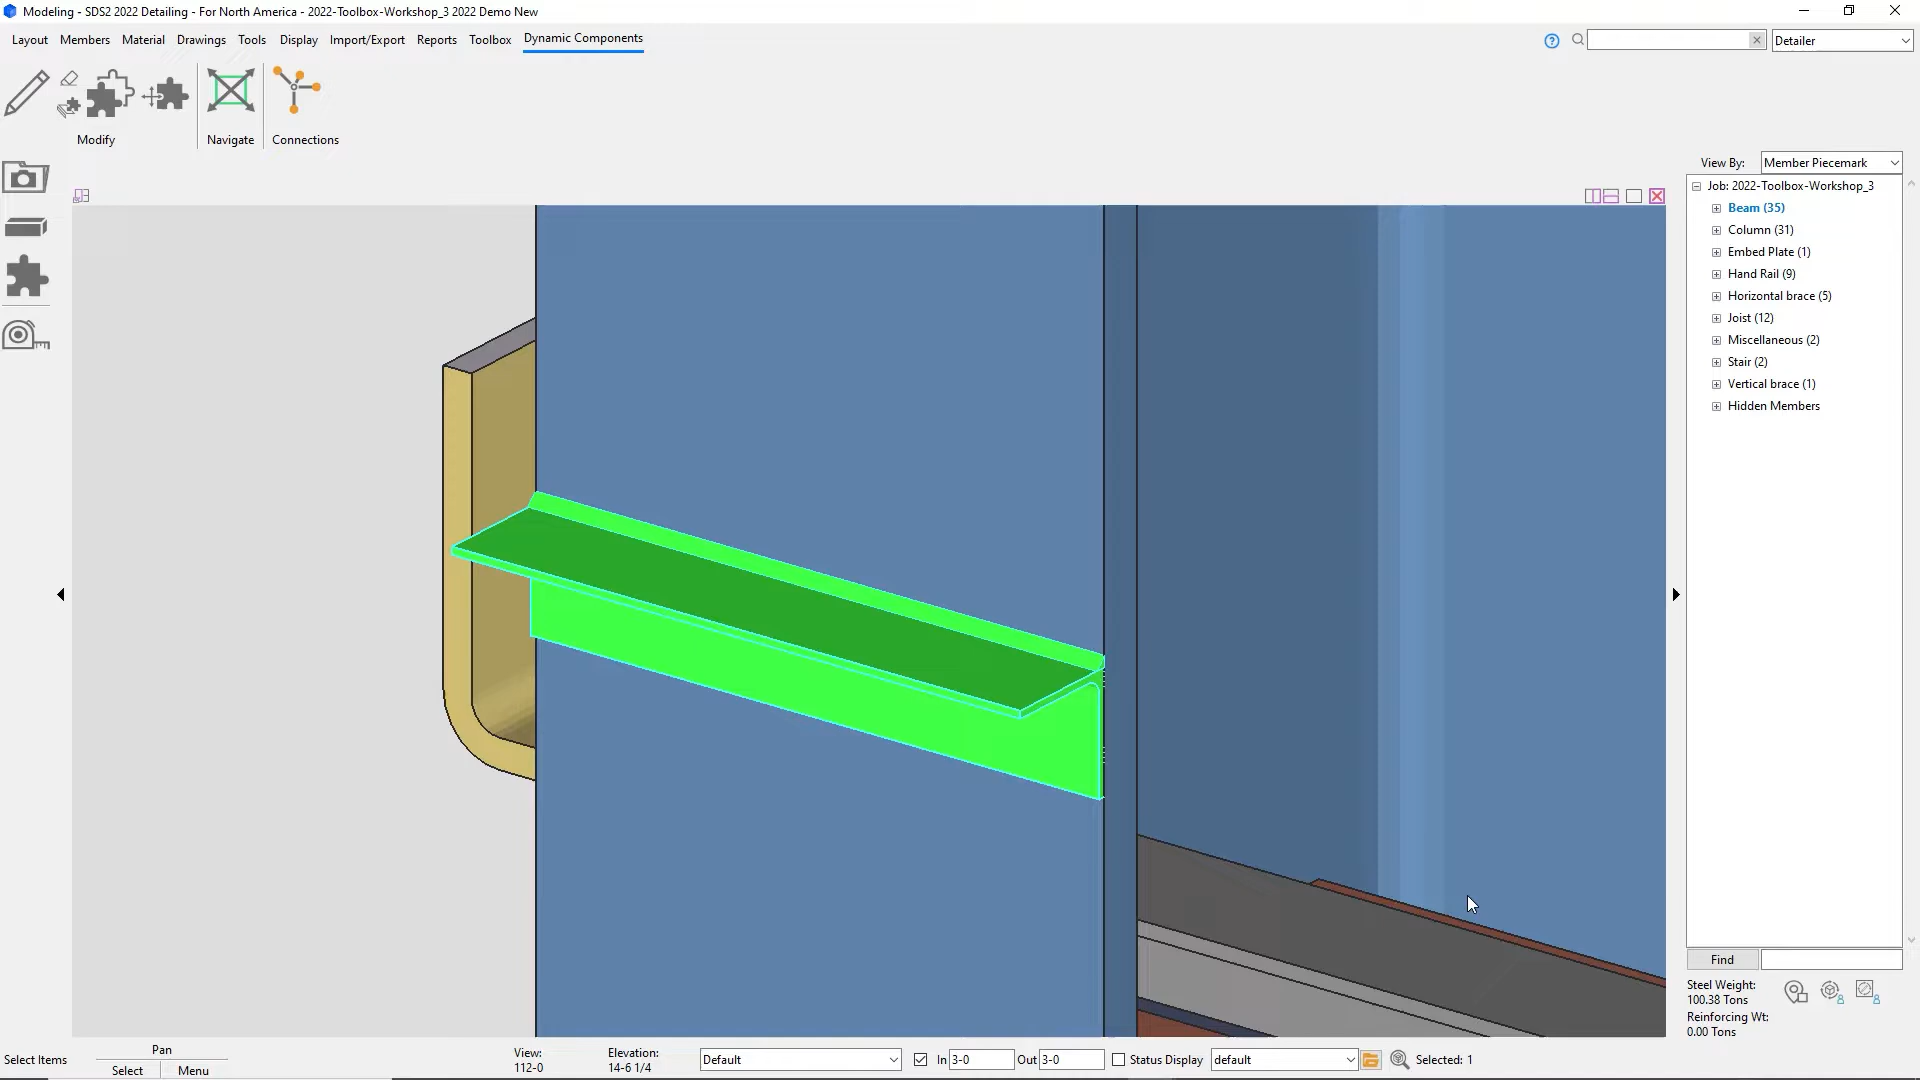 Modeling - SDS2 2022 Detailing - For North America - 2022-Toolbox-Workshop_3 2022 Demo New
Layout Members Material Drawings Tools Display Import/Export Reports Toolbox Dynamic Components
Detailer
Modify Navigate Connections
View By: Member Piecemark
Job: 2022-Toolbox-Workshop_3
Beam (35)
Column (31)
Embed Plate (1)
Hand Rail (9)
Horizontal brace (5)
Joist (12)
Miscellaneous (2)
Stair (2)
Vertical brace (1)
Hidden Members
Find
Steel Weight:
100.38 Tons
Reinforcing Wt:
0.00 Tons
Select Items
Pan
Select Menu
View:
112-0
Elevation:
14-6 1/4
Default
In 3-0 Out 3-0 Status Display default Selected: 1